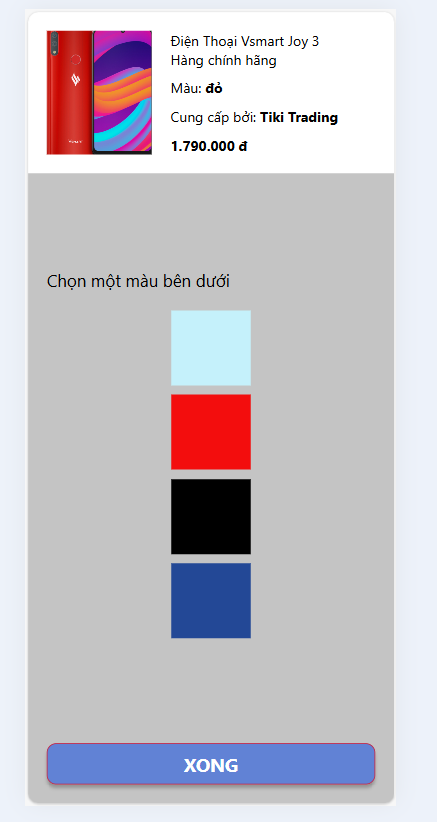 Điện Thoại Vsmart Joy 3
Hàng chính hãng
Màu: đỏ
Cung cấp bởi: Tiki Trading
1.790.000 đ
Chọn một màu bên dưới
XONG